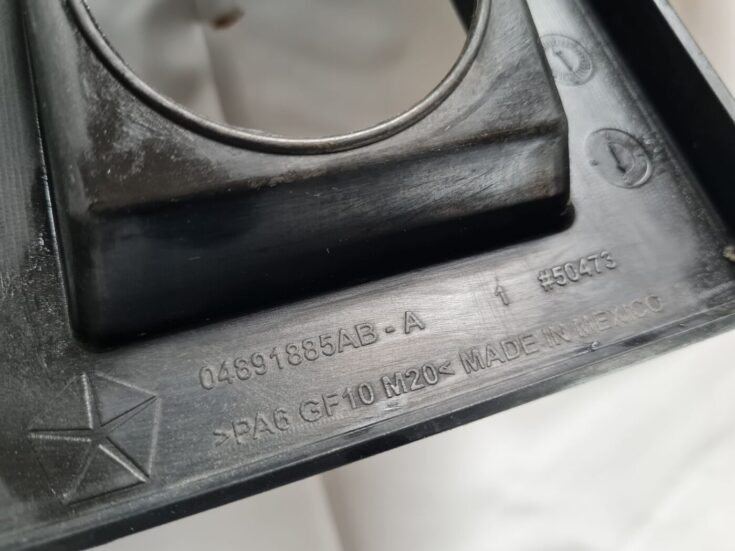 04891885AB - A 1 #50473
>PA6 GF10 M20< MADE IN MEXICO